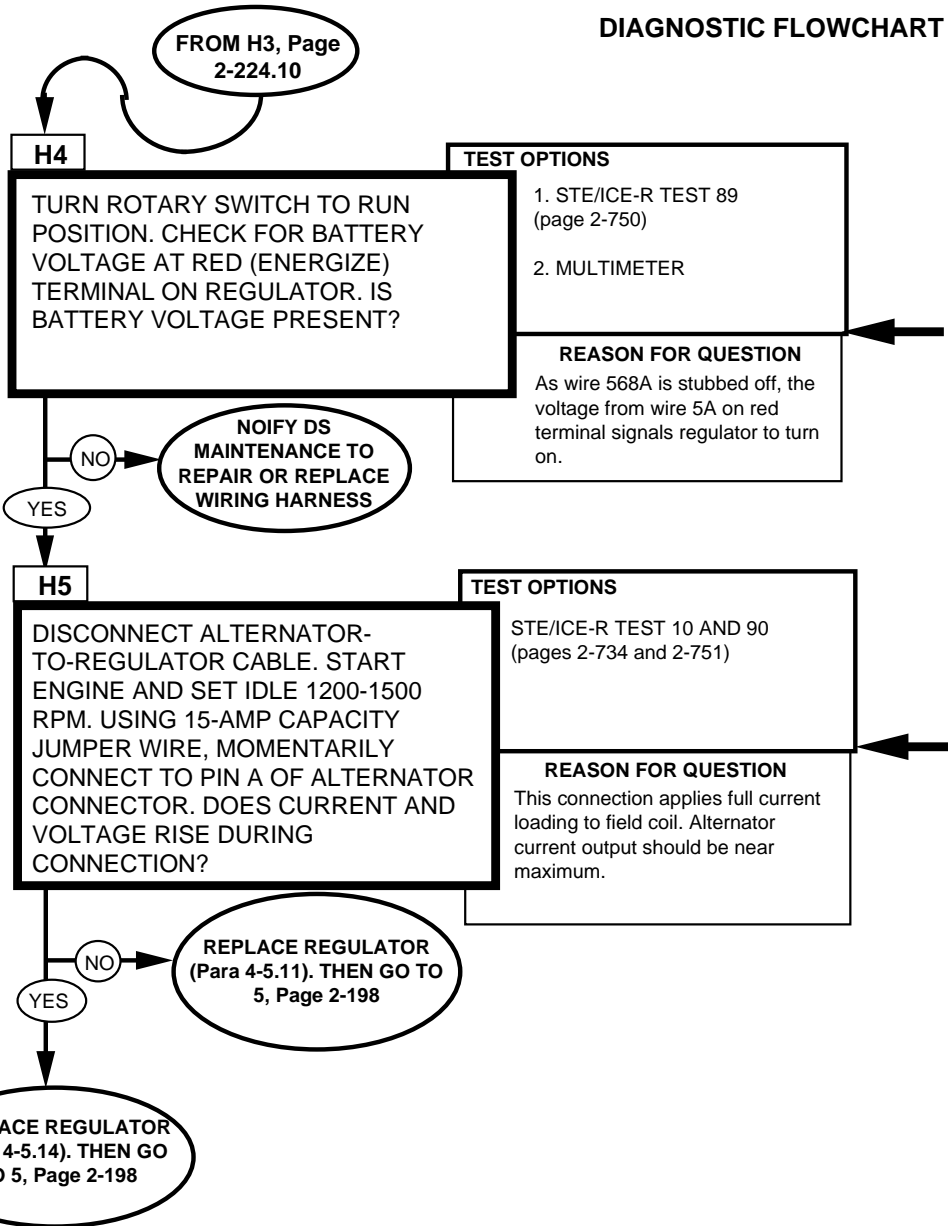 DIAGNOSTIC FLOWCHART
FROM H3, Page
2-224.10
H4
TURN ROTARY SWITCH TO RUN
POSITION. CHECK FOR BATTERY
VOLTAGE AT RED (ENERGIZE)
TERMINAL ON REGULATOR. IS
BATTERY VOLTAGE PRESENT?
TEST OPTIONS
1. STE/ICE-R TEST 89
(page 2-750)
2. MULTIMETER
REASON FOR QUESTION
As wire 568A is stubbed off, the
voltage from wire 5A on red
terminal signals regulator to turn
on.
NO
NOIFY DS
MAINTENANCE TO
REPAIR OR REPLACE
WIRING HARNESS
YES
H5
DISCONNECT ALTERNATOR-
TO-REGULATOR CABLE. START
ENGINE AND SET IDLE 1200-1500
RPM. USING 15-AMP CAPACITY
JUMPER WIRE, MOMENTARILY
CONNECT TO PIN A OF ALTERNATOR
CONNECTOR. DOES CURRENT AND
VOLTAGE RISE DURING
CONNECTION?
TEST OPTIONS
STE/ICE-R TEST 10 AND 90
(pages 2-734 and 2-751)
REASON FOR QUESTION
This connection applies full current
loading to field coil. Alternator
current output should be near
maximum.
NO
REPLACE REGULATOR
(Para 4-5.11). THEN GO TO
5, Page 2-198
YES
ACE REGULATOR
4-5.14). THEN GO
5, Page 2-198